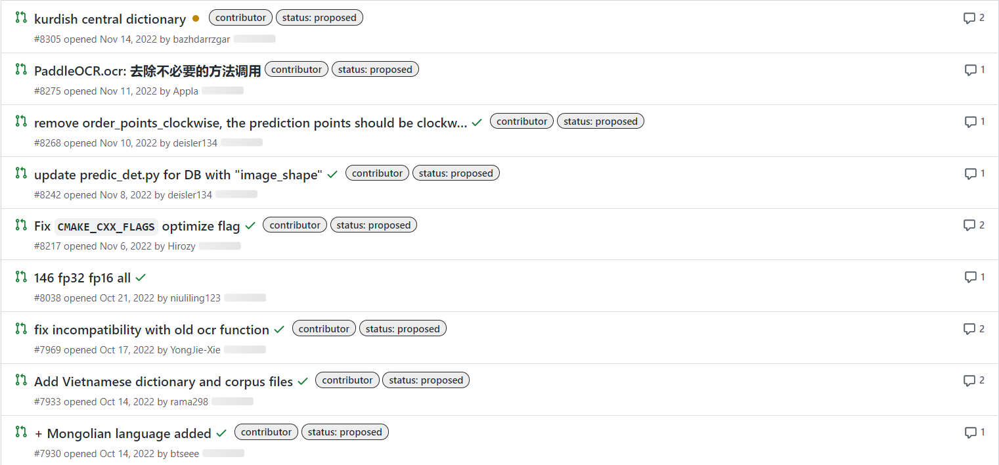 kurdish central dictionary contributor status: proposed 2
#8305 opened Nov 14, 2022 by bazhdarrzgar
PaddleOCR.ocr: 去除不必要的方法调用 contributor status: proposed 1
#8275 opened Nov 11, 2022 by Appla
remove order_points_clockwise, the prediction points should be clockw... contributor status: proposed 1
#8268 opened Nov 10, 2022 by deisler134
update predic_det.py for DB with "image_shape" contributor status: proposed 1
#8242 opened Nov 8, 2022 by deisler134
Fix CMAKE_CXX_FLAGS optimize flag contributor status: proposed 2
#8217 opened Nov 6, 2022 by Hirozy
146 fp32 fp16 all 1
#8038 opened Oct 21, 2022 by niuliling123
fix incompatibility with old ocr function contributor status: proposed 2
#7969 opened Oct 17, 2022 by YongJie-Xie
Add Vietnamese dictionary and corpus files contributor status: proposed 2
#7933 opened Oct 14, 2022 by rama298
+ Mongolian language added contributor status: proposed 1
#7930 opened Oct 14, 2022 by btseee